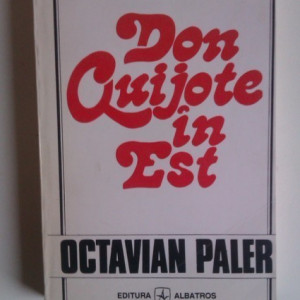 Don
Quijote
în
Est
OCTAVIAN PALER
EDITURA ALBATROS